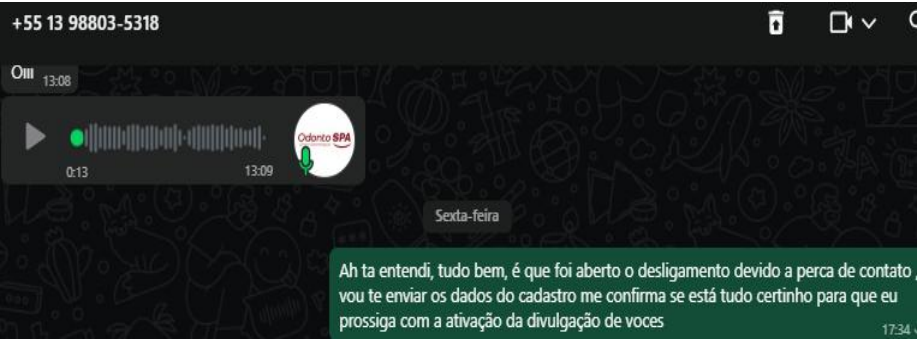 +55 13 98803-5318
Oiii 13:08
Odonto SPA
0:13 13:09
Sexta-feira
Ah ta entendi, tudo bem, é que foi aberto o desligamento devido a perca de contato ,
vou te enviar os dados do cadastro me confirma se está tudo certinho para que eu
prossiga com a ativação da divulgação de voces
17:34